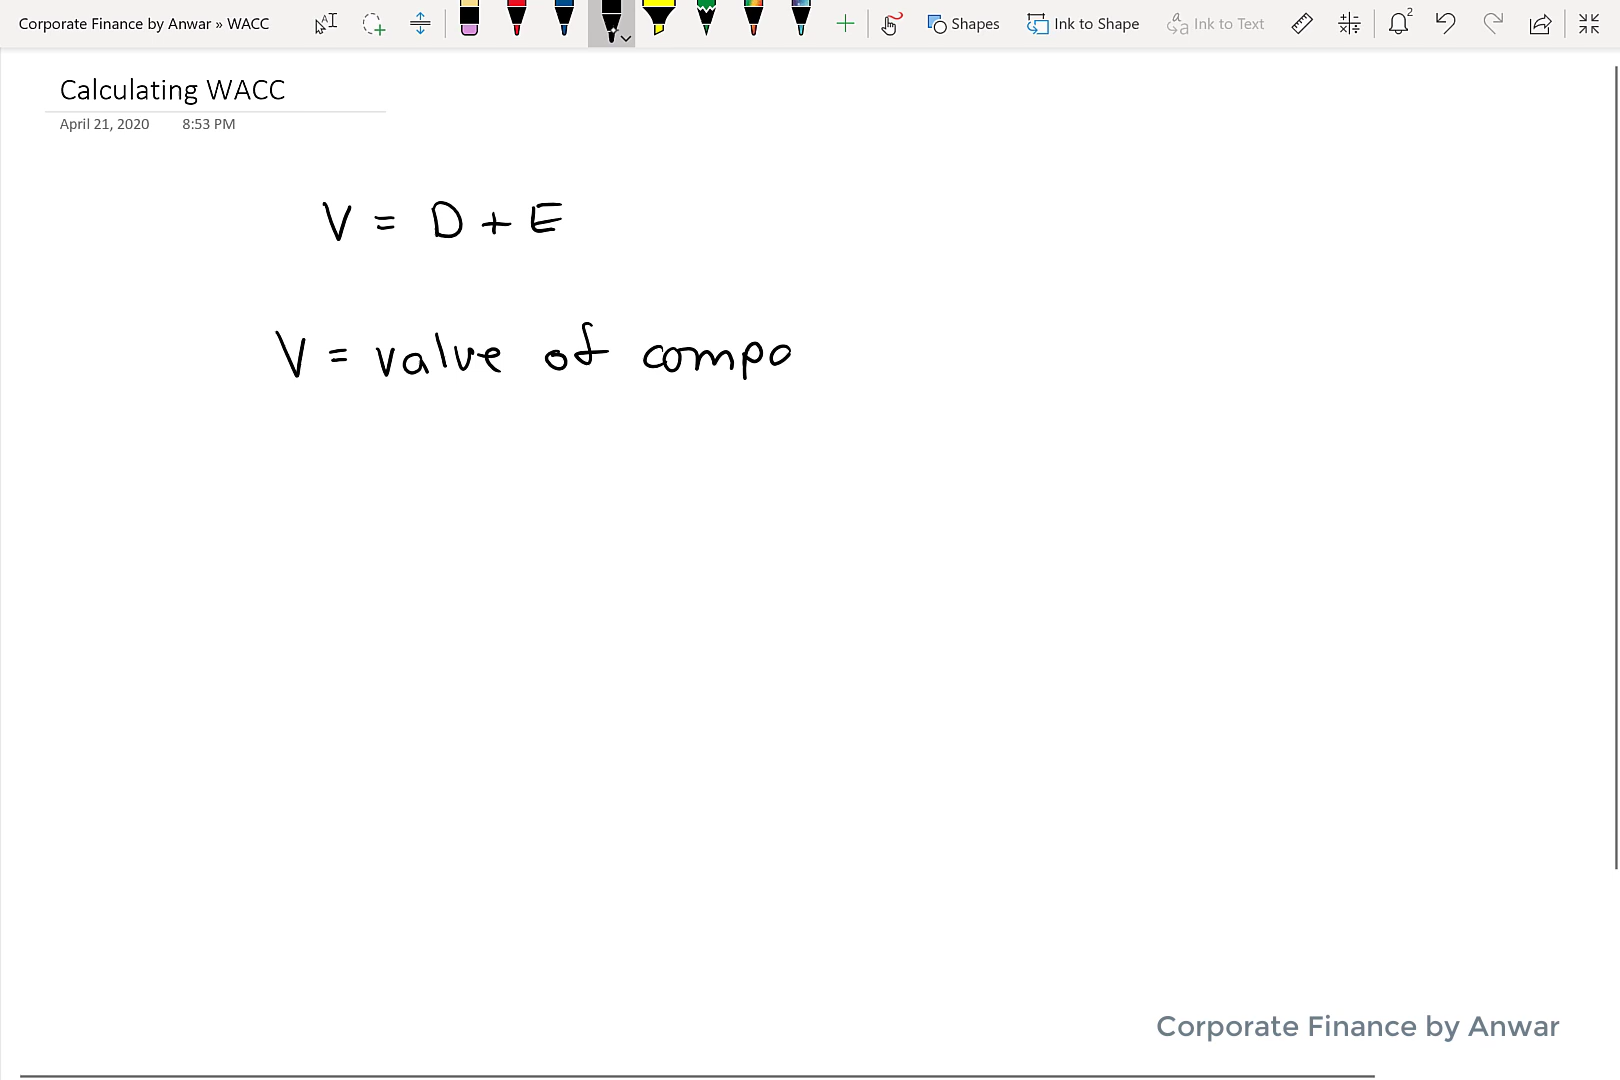 Corporate Finance by Anwar » WACC
Shapes
Ink to Shape
Ink to Text
2
Calculating WACC
April 21, 2020 8:53 PM
V = D + E
V = value of compo
Corporate Finance by Anwar